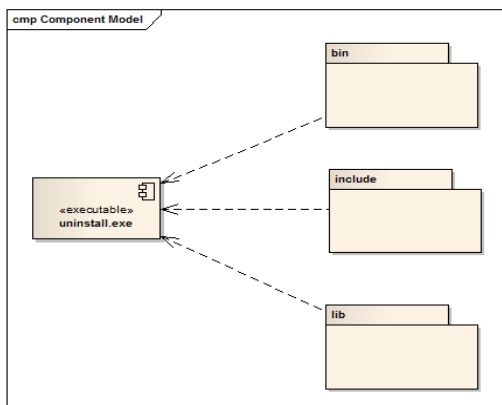 cmp Component Model
bin
include
«executable»
uninstall.exe
lib